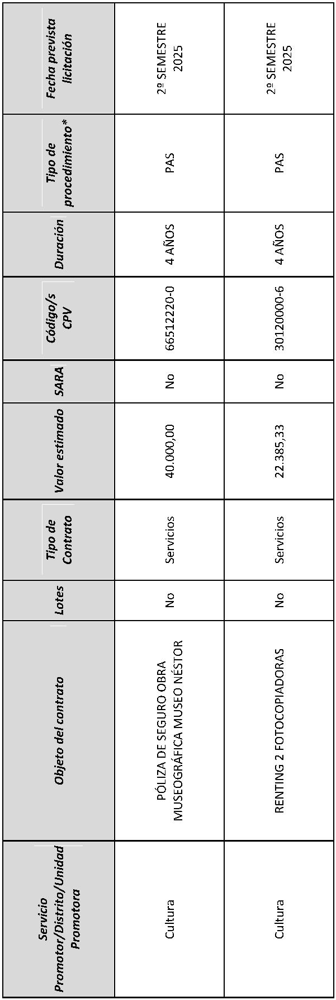 Servicio
Promotor/Distrito/Unidad
Promotora
Objeto del contrato
Lotes
Tipo de
Contrato
Valor estimado
SARA
Código/s
CPV
Duración
Tipo de
procedimiento*
Fecha prevista
licitación
Cultura
PÓLIZA DE SEGURO OBRA
MUSEOGRÁFICA MUSEO NÉSTOR
No
Servicios
40.000,00
No
66512220-0
4 AÑOS
PAS
2º SEMESTRE
2025
Cultura
RENTING 2 FOTOCOPIADORAS
No
Servicios
22.385,33
No
30120000-6
4 AÑOS
PAS
2º SEMESTRE
2025